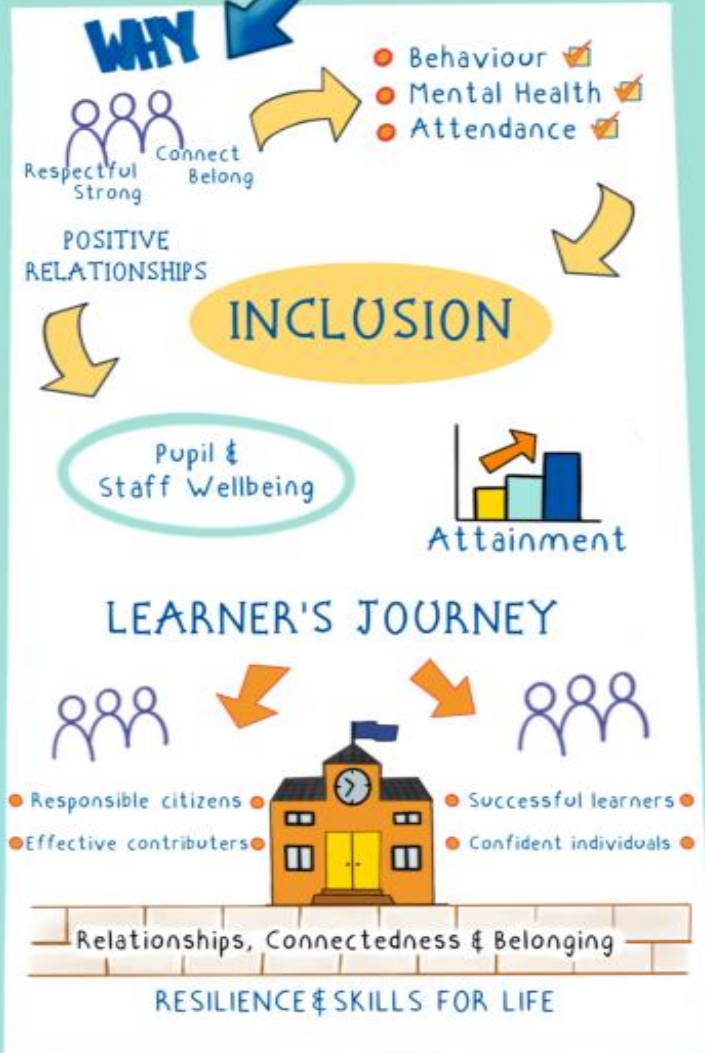 WHY
Behaviour
Mental Health
Attendance
Respectful
Strong
Connect
Belong
POSITIVE
RELATIONSHIPS
INCLUSION
Pupil &
Staff Wellbeing
Attainment
LEARNER'S JOURNEY
Responsible citizens
Effective contributers
Successful learners
Confident individuals
Relationships, Connectedness & Belonging
RESILIENCE & SKILLS FOR LIFE